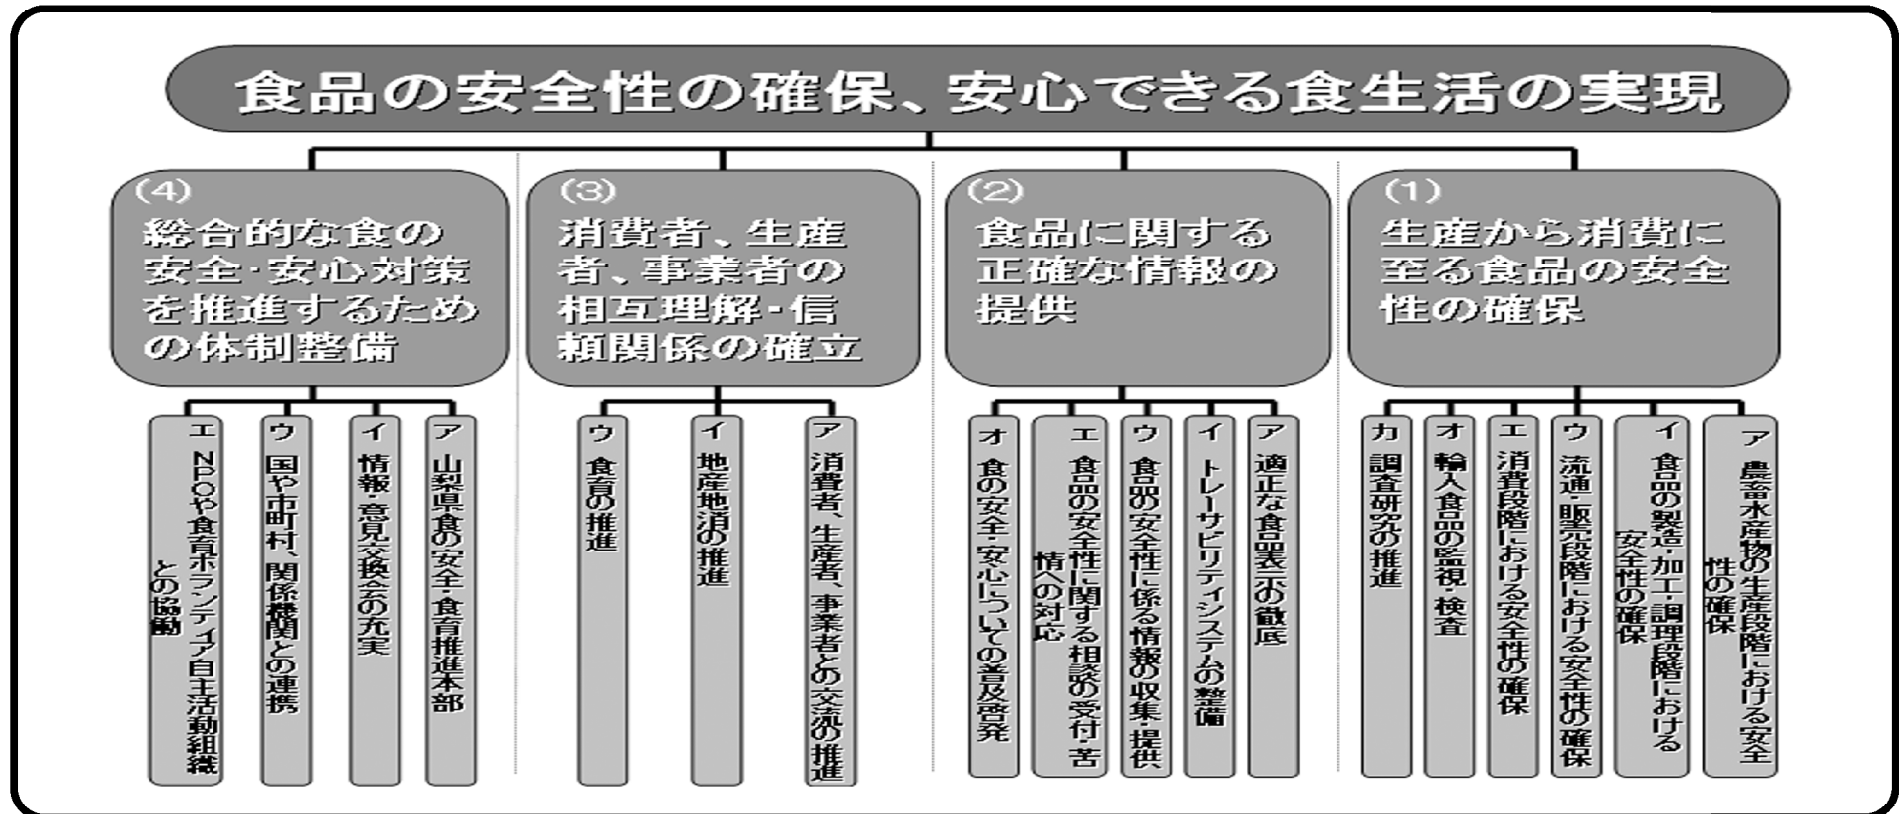 食品の安全性の確保、安心できる食生活の実現
(1)
生産から消費に
至る食品の安全
性の確保
ア 農畜水産物の生産段階における安全
性の確保
イ 食品の製造・加工・調理段階における
安全性の確保
ウ 流通・販売段階における安全性の確保
エ 消費段階における安全性の確保
オ 輸入食品の監視・検査
カ 調査研究の推進
(2)
食品に関する
正確な情報の
提供
ア 適正な食品表示の徹底
イ トレーサビリティシステムの整備
ウ 食品の安全性に係る情報の収集・提供
エ 食品の安全性に関する相談の受付・苦
情への対応
オ 食の安全・安心についての普及啓発
(3)
消費者、生産
者、事業者の
相互理解・信
頼関係の確立
ア 消費者、生産者、事業者との交流の推進
イ 地産地消の推進
ウ 食育の推進
(4)
総合的な食の
安全・安心対策
を推進するため
の体制整備
ア 山梨県食の安全・食育推進本部
イ 情報・意見交換会の充実
ウ 国や市町村、関係機関との連携
エ NPOや食育ボランティア自主活動組織
との協働